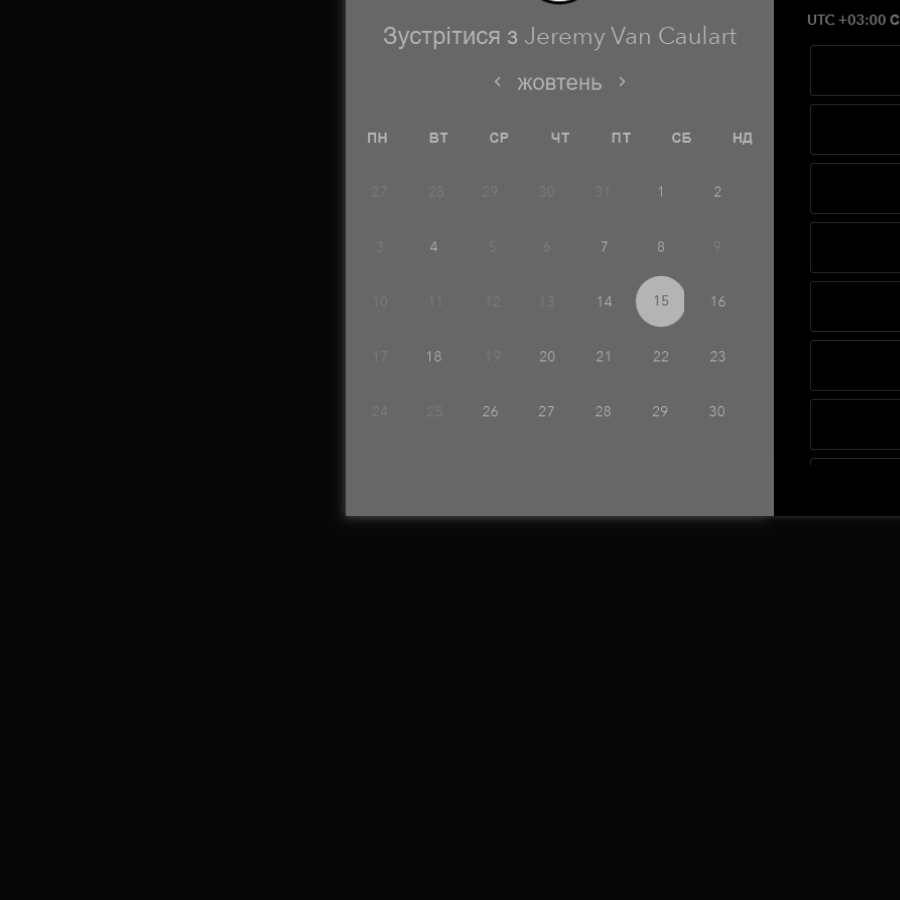 UTC +03:00
Зустрітися з Jeremy Van Caulart
жовтень
ПН ВТ СР ЧТ ПТ СБ НД
27 28 29 30 31 1 2
3 4 5 6 7 8 9
10 11 12 13 14 15 16
17 18 19 20 21 22 23
24 25 26 27 28 29 30